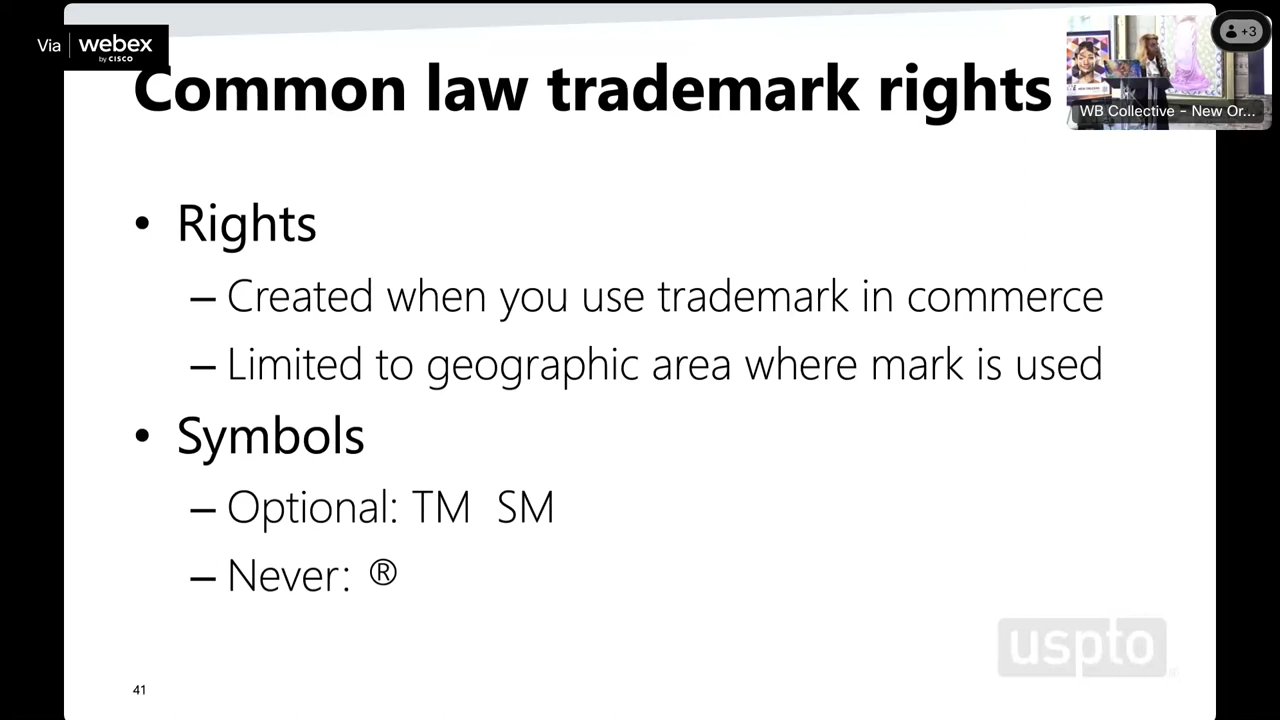 Via webex
by CISCO
+3
WB Collective - New Or...
Common law trademark rights
• Rights
– Created when you use trademark in commerce
– Limited to geographic area where mark is used
• Symbols
– Optional: TM SM
– Never: ®
uspto
41